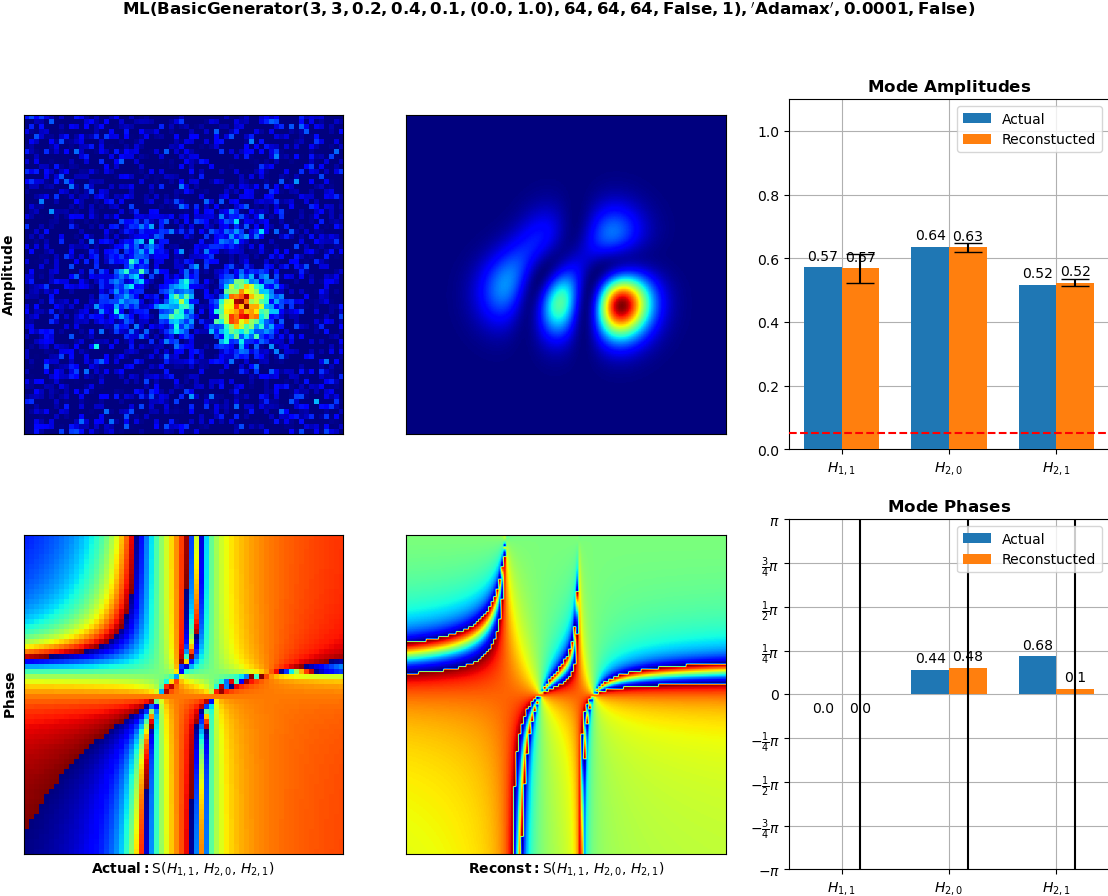 ML(BasicGenerator(3, 3, 0.2, 0.4, 0.1, (0.0, 1.0), 64, 64, 64, False, 1), ′Adamax′, 0.0001, False)
Amplitude
Mode Amplitudes
Actual
Reconstucted
1.0
0.8
0.6
0.4
0.2
0.0
0.57 0.57 0.64 0.63 0.52 0.52
H1,1 H2,0 H2,1
Phase
Actual: S(H1,1, H2,0, H2,1)
Reconst: S(H1,1, H2,0, H2,1)
Mode Phases
Actual
Reconstucted
π
3/4π
1/2π
1/4π
0
−1/4π
−1/2π
−3/4π
−π
0.0 0.0 0.44 0.48 0.68 0.1
H1,1 H2,0 H2,1